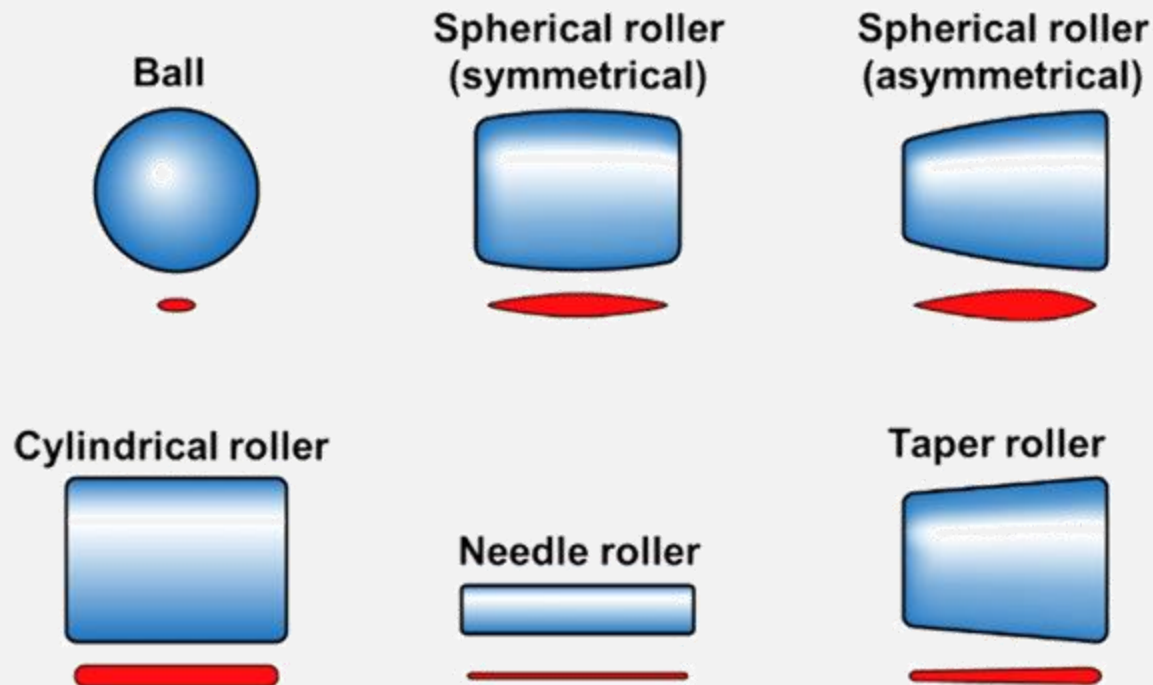 Ball
Spherical roller
(symmetrical)
Spherical roller
(asymmetrical)
Cylindrical roller
Needle roller
Taper roller